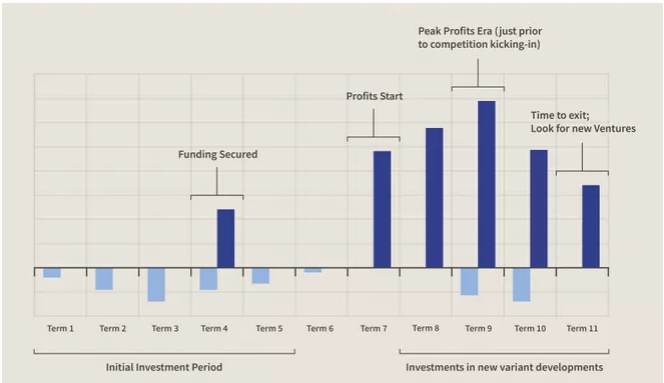 Peak Profits Era (just prior
to competition kicking-in)
Profits Start
Time to exit;
Look for new Ventures
Funding Secured
Term 1
Term 2
Term 3
Term 4
Term 5
Term 6
Term 7
Term 8
Term 9
Term 10
Term 11
Initial Investment Period
Investments in new variant developments